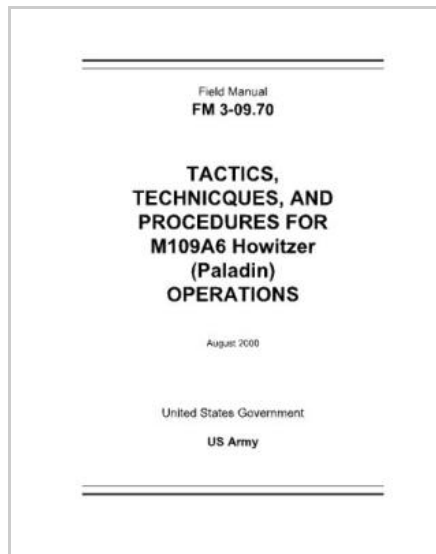 Field Manual
FM 3-09.70
TACTICS,
TECHNICQUES, AND
PROCEDURES FOR
M109A6 Howitzer
(Paladin)
OPERATIONS
August 2000
United States Government
US Army